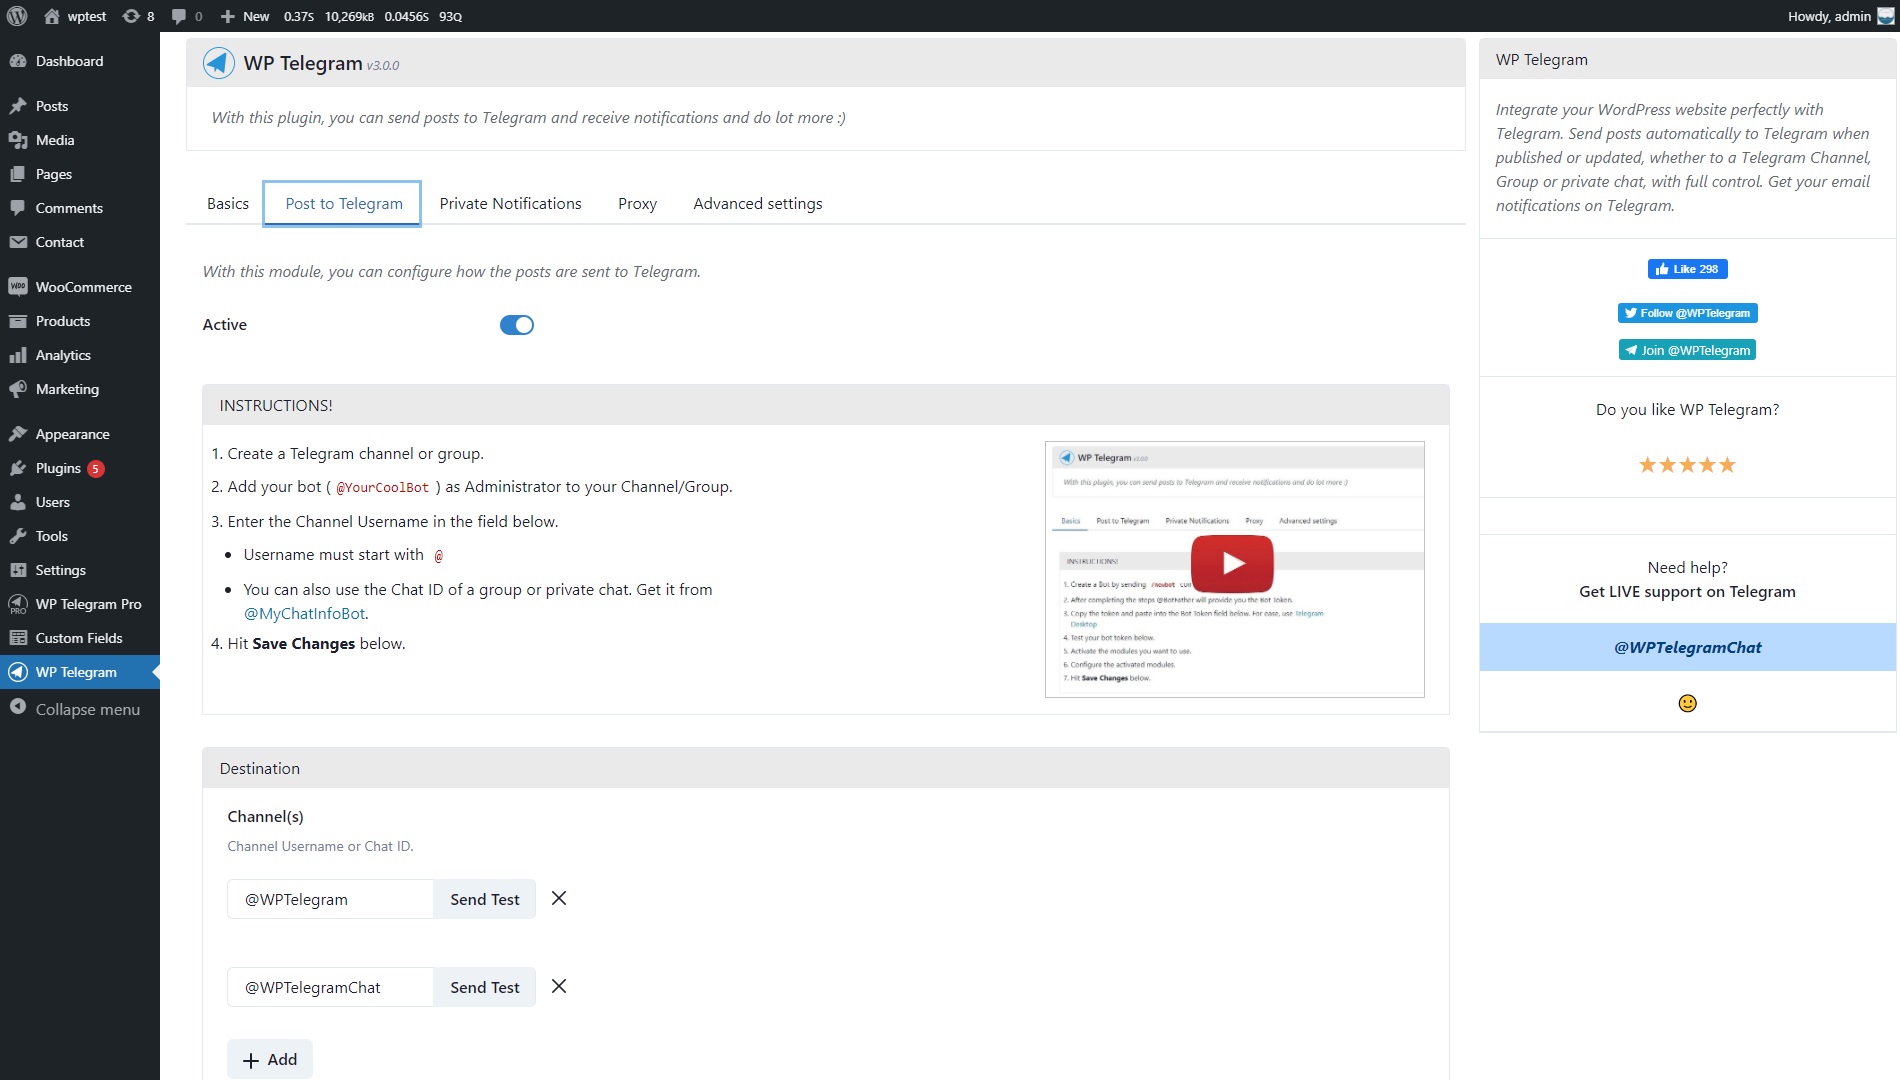 wptest 8 0 New 0.37S 10,269KB 0.0456S 93Q
Howdy, admin
Dashboard
Posts
Media
Pages
Comments
Contact
WooCommerce
Products
Analytics
Marketing
Appearance
Plugins 5
Users
Tools
Settings
WP Telegram Pro
Custom Fields
WP Telegram
Collapse menu
WP Telegram v3.0.0
With this plugin, you can send posts to Telegram and receive notifications and do lot more :)
Basics Post to Telegram Private Notifications Proxy Advanced settings
With this module, you can configure how the posts are sent to Telegram.
Active
INSTRUCTIONS!
1. Create a Telegram channel or group.
2. Add your bot ( @YourCoolBot ) as Administrator to your Channel/Group.
3. Enter the Channel Username in the field below.
• Username must start with @
• You can also use the Chat ID of a group or private chat. Get it from
@MyChatInfoBot.
4. Hit Save Changes below.
WP Telegram v3.0.0
With this plugin, you can send posts to Telegram and receive notifications and do lot more :)
Basics Post to Telegram Private Notifications Proxy Advanced settings
INSTRUCTIONS!
1. Create a Bot by sending /newbot
2. After completing the steps @BotFather will provide you the Bot Token.
3. Copy the token and paste into the Bot Token field below. For ease, use Telegram
Desktop
4. Test your bot token below.
5. Activate the modules you want to use.
6. Configure the activated modules.
7. Hit Save Changes below.
Destination
Channel(s)
Channel Username or Chat ID.
@WPTelegram Send Test
@WPTelegramChat Send Test
Add
WP Telegram
Integrate your WordPress website perfectly with
Telegram. Send posts automatically to Telegram when
published or updated, whether to a Telegram Channel,
Group or private chat, with full control. Get your email
notifications on Telegram.
Like 298
Follow @WPTelegram
Join @WPTelegram
Do you like WP Telegram?
Need help?
Get LIVE support on Telegram
@WPTelegramChat